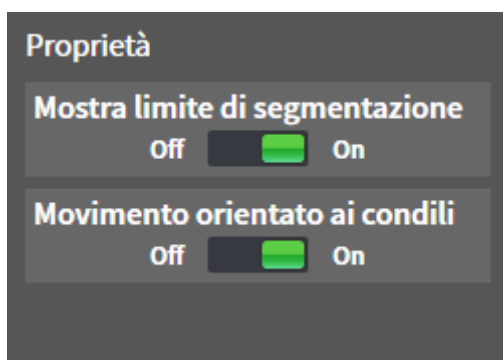 Proprietà
Mostra limite di segmentazione
Off On
Movimento orientato ai condili
Off On